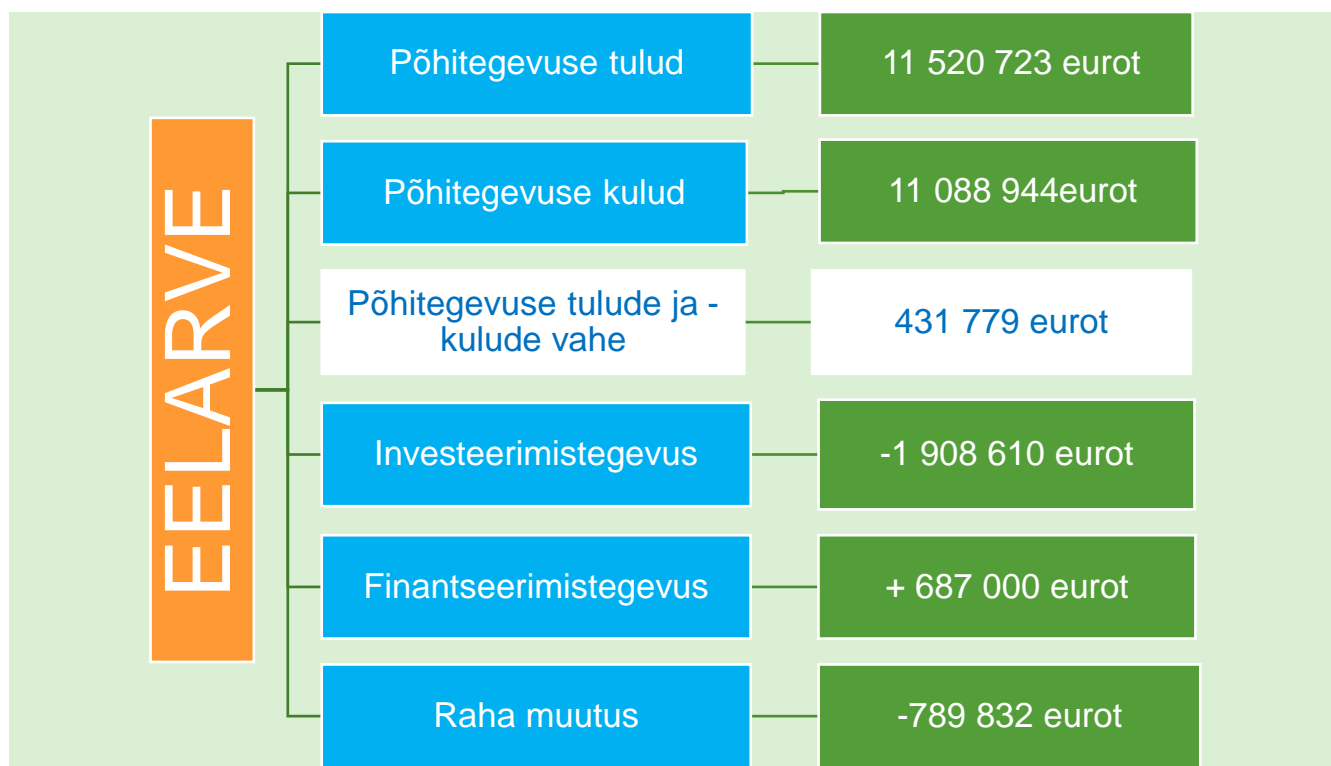 EELARVE
Põhitegevuse tulud
11 520 723 eurot
Põhitegevuse kulud
11 088 944eurot
Põhitegevuse tulude ja -
kulude vahe
431 779 eurot
Investeerimistegevus
-1 908 610 eurot
Finantseerimistegevus
+ 687 000 eurot
Raha muutus
-789 832 eurot